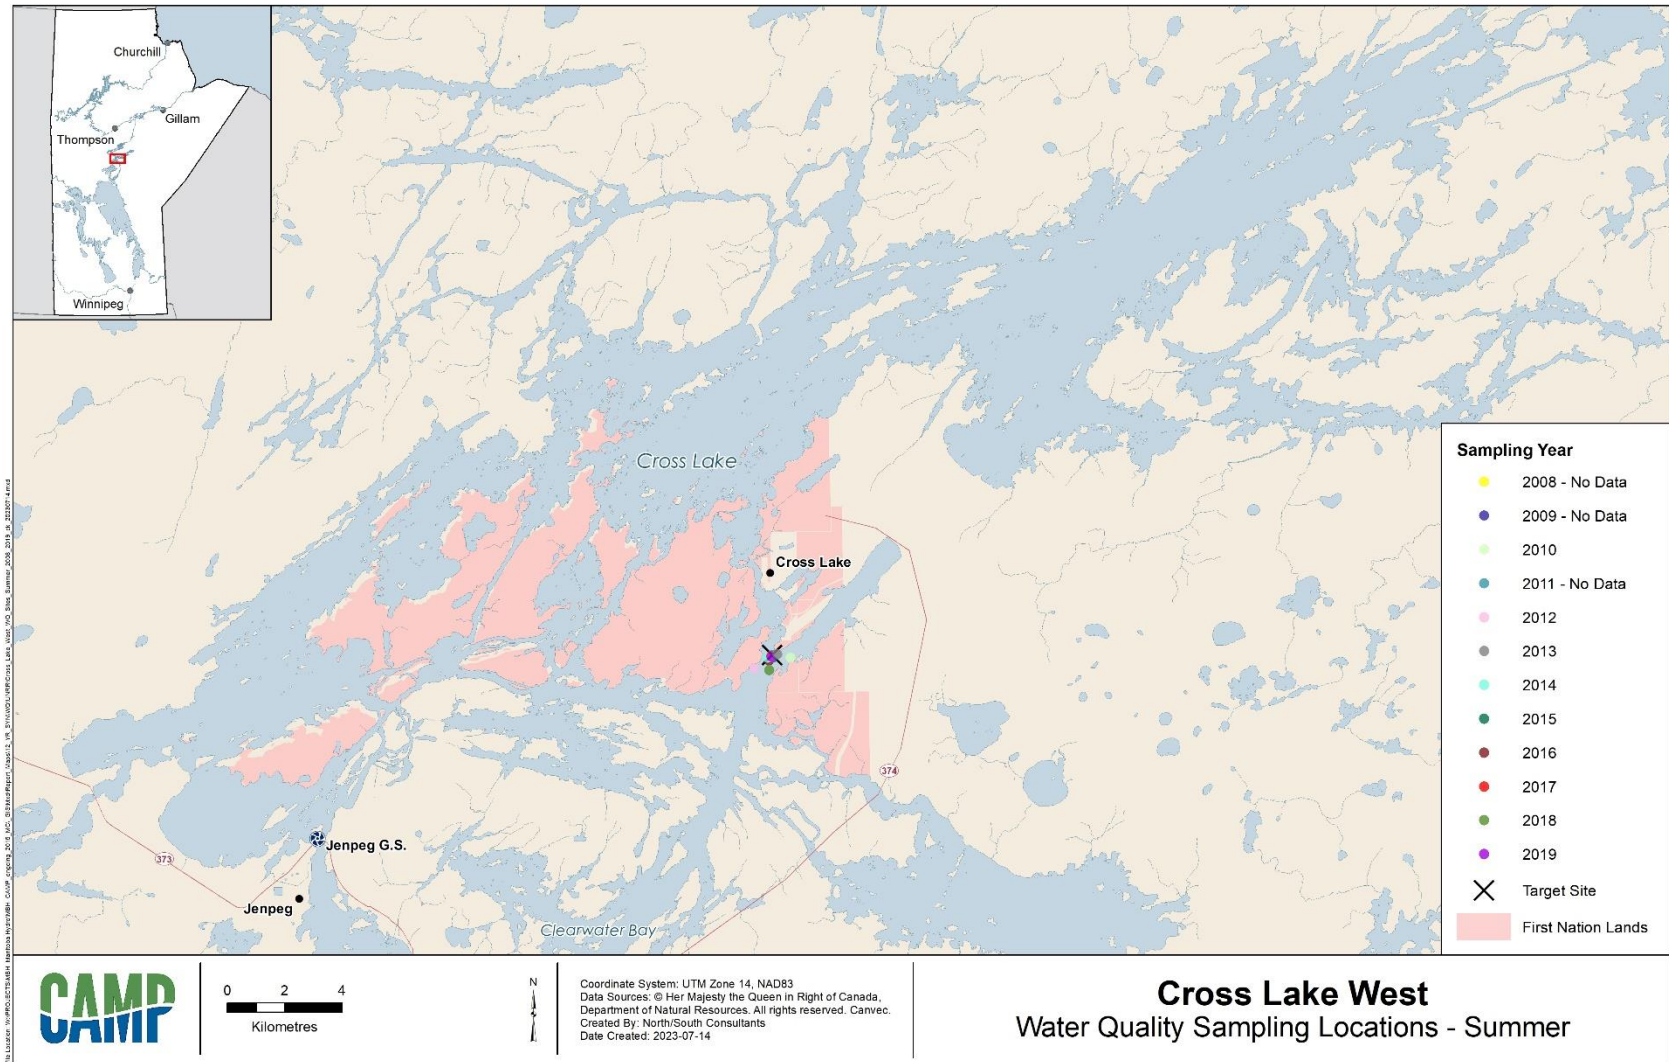 Churchill
Gillam
Thompson
Winnipeg
Cross Lake
Cross Lake
374
373
Jenpeg G.S.
Jenpeg
Clearwater Bay
Sampling Year
2008 - No Data
2009 - No Data
2010
2011 - No Data
2012
2013
2014
2015
2016
2017
2018
2019
Target Site
First Nation Lands
CAMP
0 2 4
Kilometres
N
Coordinate System: UTM Zone 14, NAD83
Data Sources: © Her Majesty the Queen in Right of Canada,
Department of Natural Resources. All rights reserved. Canvec.
Created By: North/South Consultants
Date Created: 2023-07-14
Cross Lake West
Water Quality Sampling Locations - Summer